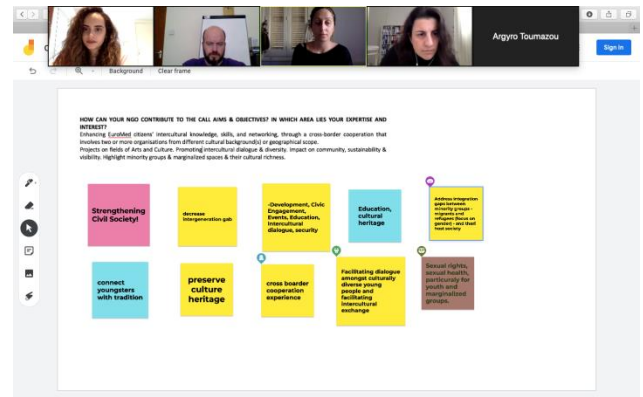 Argyro Toumazou
Sign in
Background Clear frame
HOW CAN YOUR NGO CONTRIBUTE TO THE CALL AIMS & OBJECTIVES? IN WHICH AREA LIES YOUR EXPERTISE AND
INTEREST?
Enhancing EuroMed citizens' intercultural knowledge, skills, and networking, through a cross-border cooperation that
involves two or more organisations from different cultural background(s) or geographical scope.
Projects on fields of Arts and Culture. Promoting intercultural dialogue & diversity. Impact on community, sustainability &
visibility. Highlight minority groups & marginalized spaces & their cultural richness.
Strengthening
Civil Society!
decrease
intergeneration gab
-Development, Civic
Engagement,
Events, Education,
intercultural
dialogue, security
Education,
cultural
heritage
Address integration
gaps between
minority groups -
migrants and
refugees (focus on
gender) - and thod
host society
connect
youngsters
with tradition
preserve
culture
heritage
cross boarder
cooperation
experience
Facilitating dialogue
amongst culturally
diverse young
people and
facilitating
intercultural
exchange
Sexual rights,
sexual health,
particuraly for
youth and
marginalized
groups.